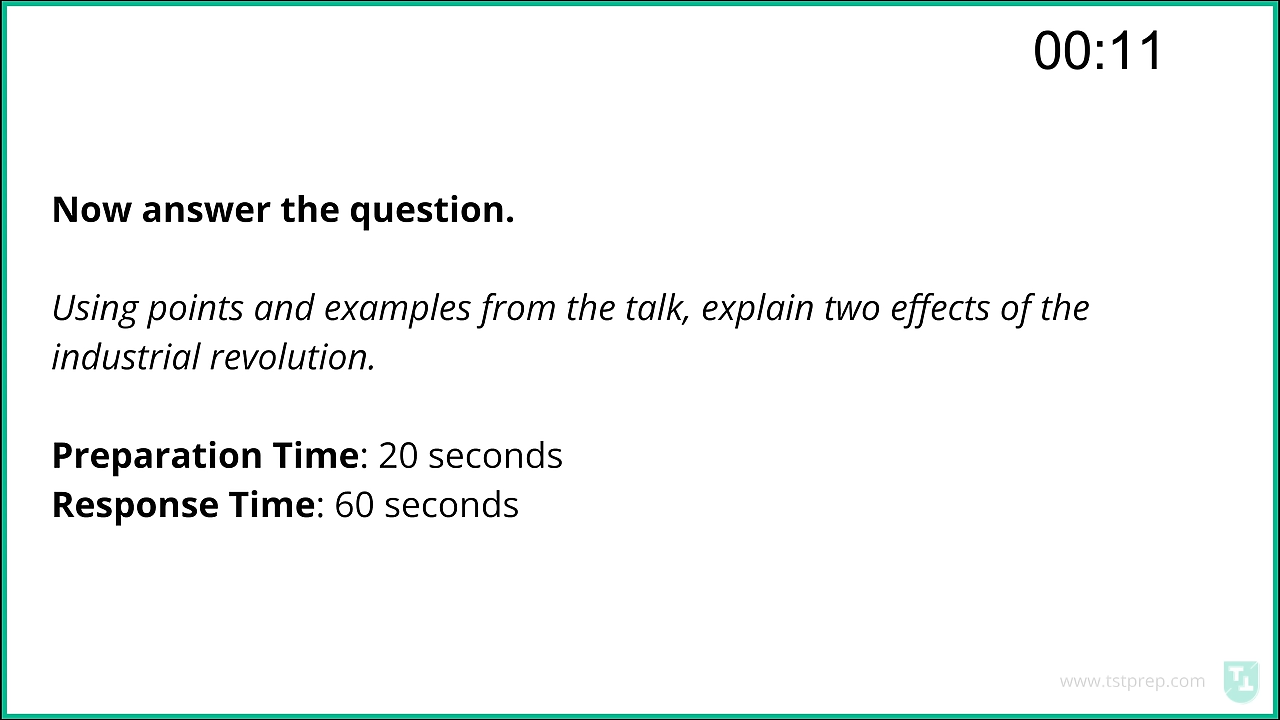 00:11
Now answer the question.
Using points and examples from the talk, explain two effects of the
industrial revolution.
Preparation Time: 20 seconds
Response Time: 60 seconds
www.tstprep.com